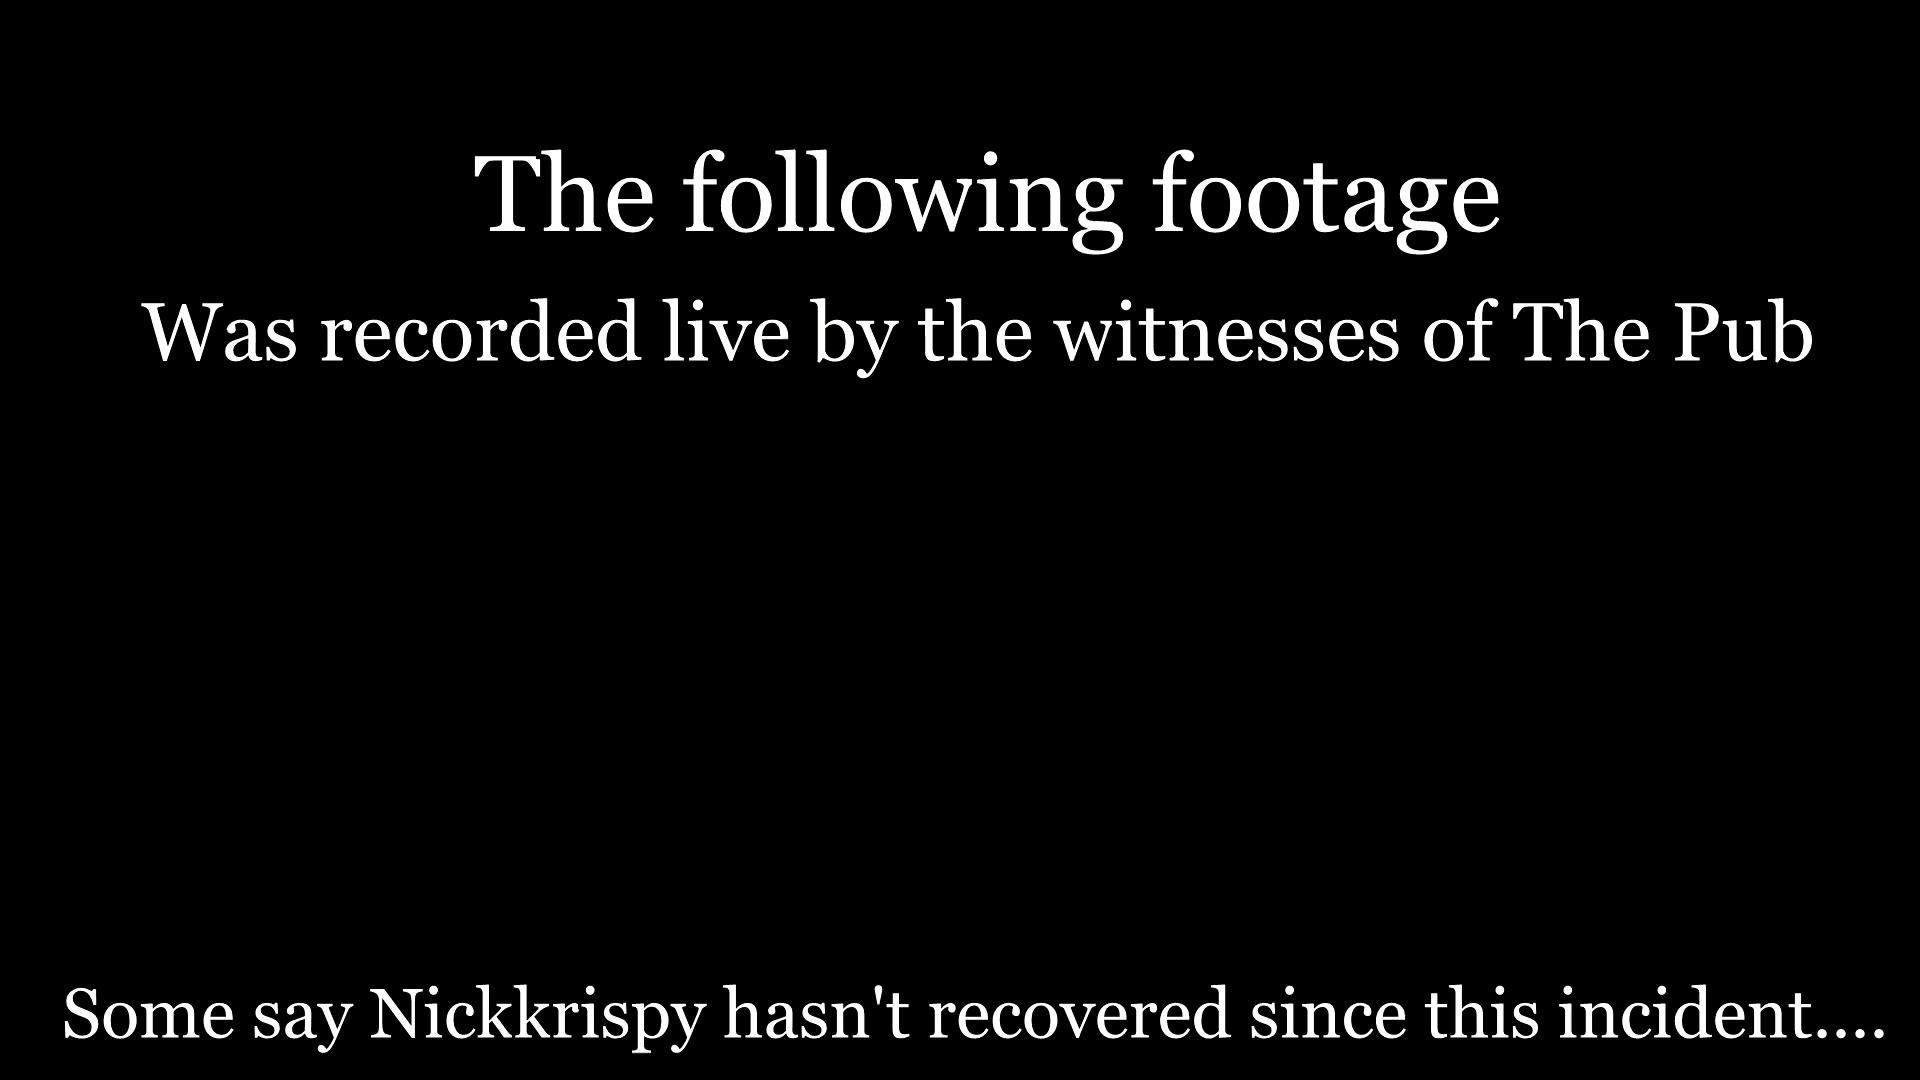 The following footage
Was recorded live by the witnesses of The Pub
Some say Nickkrispy hasn't recovered since this incident....